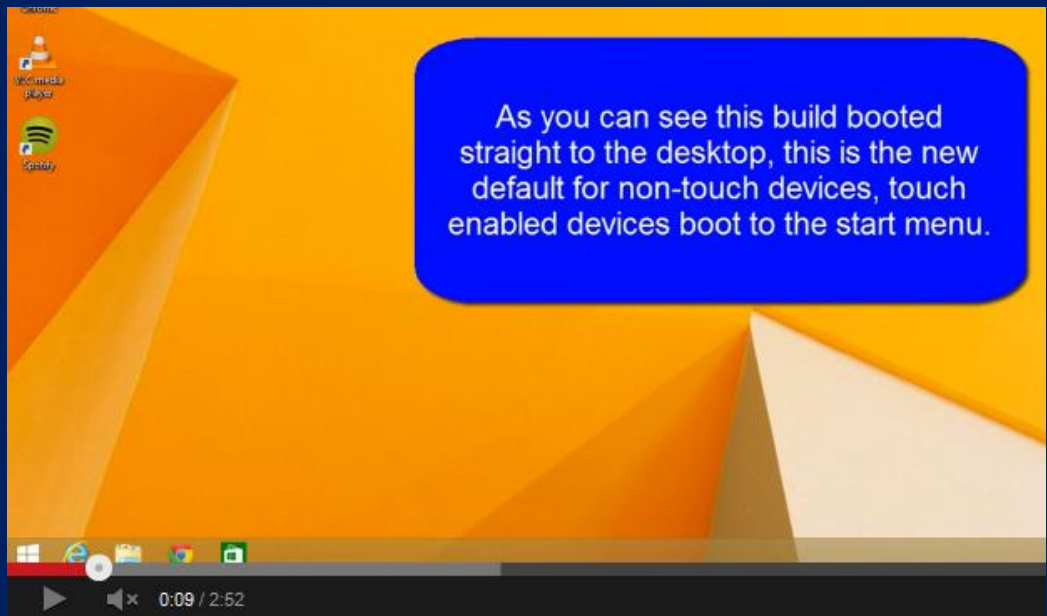 Chrome
VLC media
player
Spotify
As you can see this build booted
straight to the desktop, this is the new
default for non-touch devices, touch
enabled devices boot to the start menu.
0:09 / 2:52